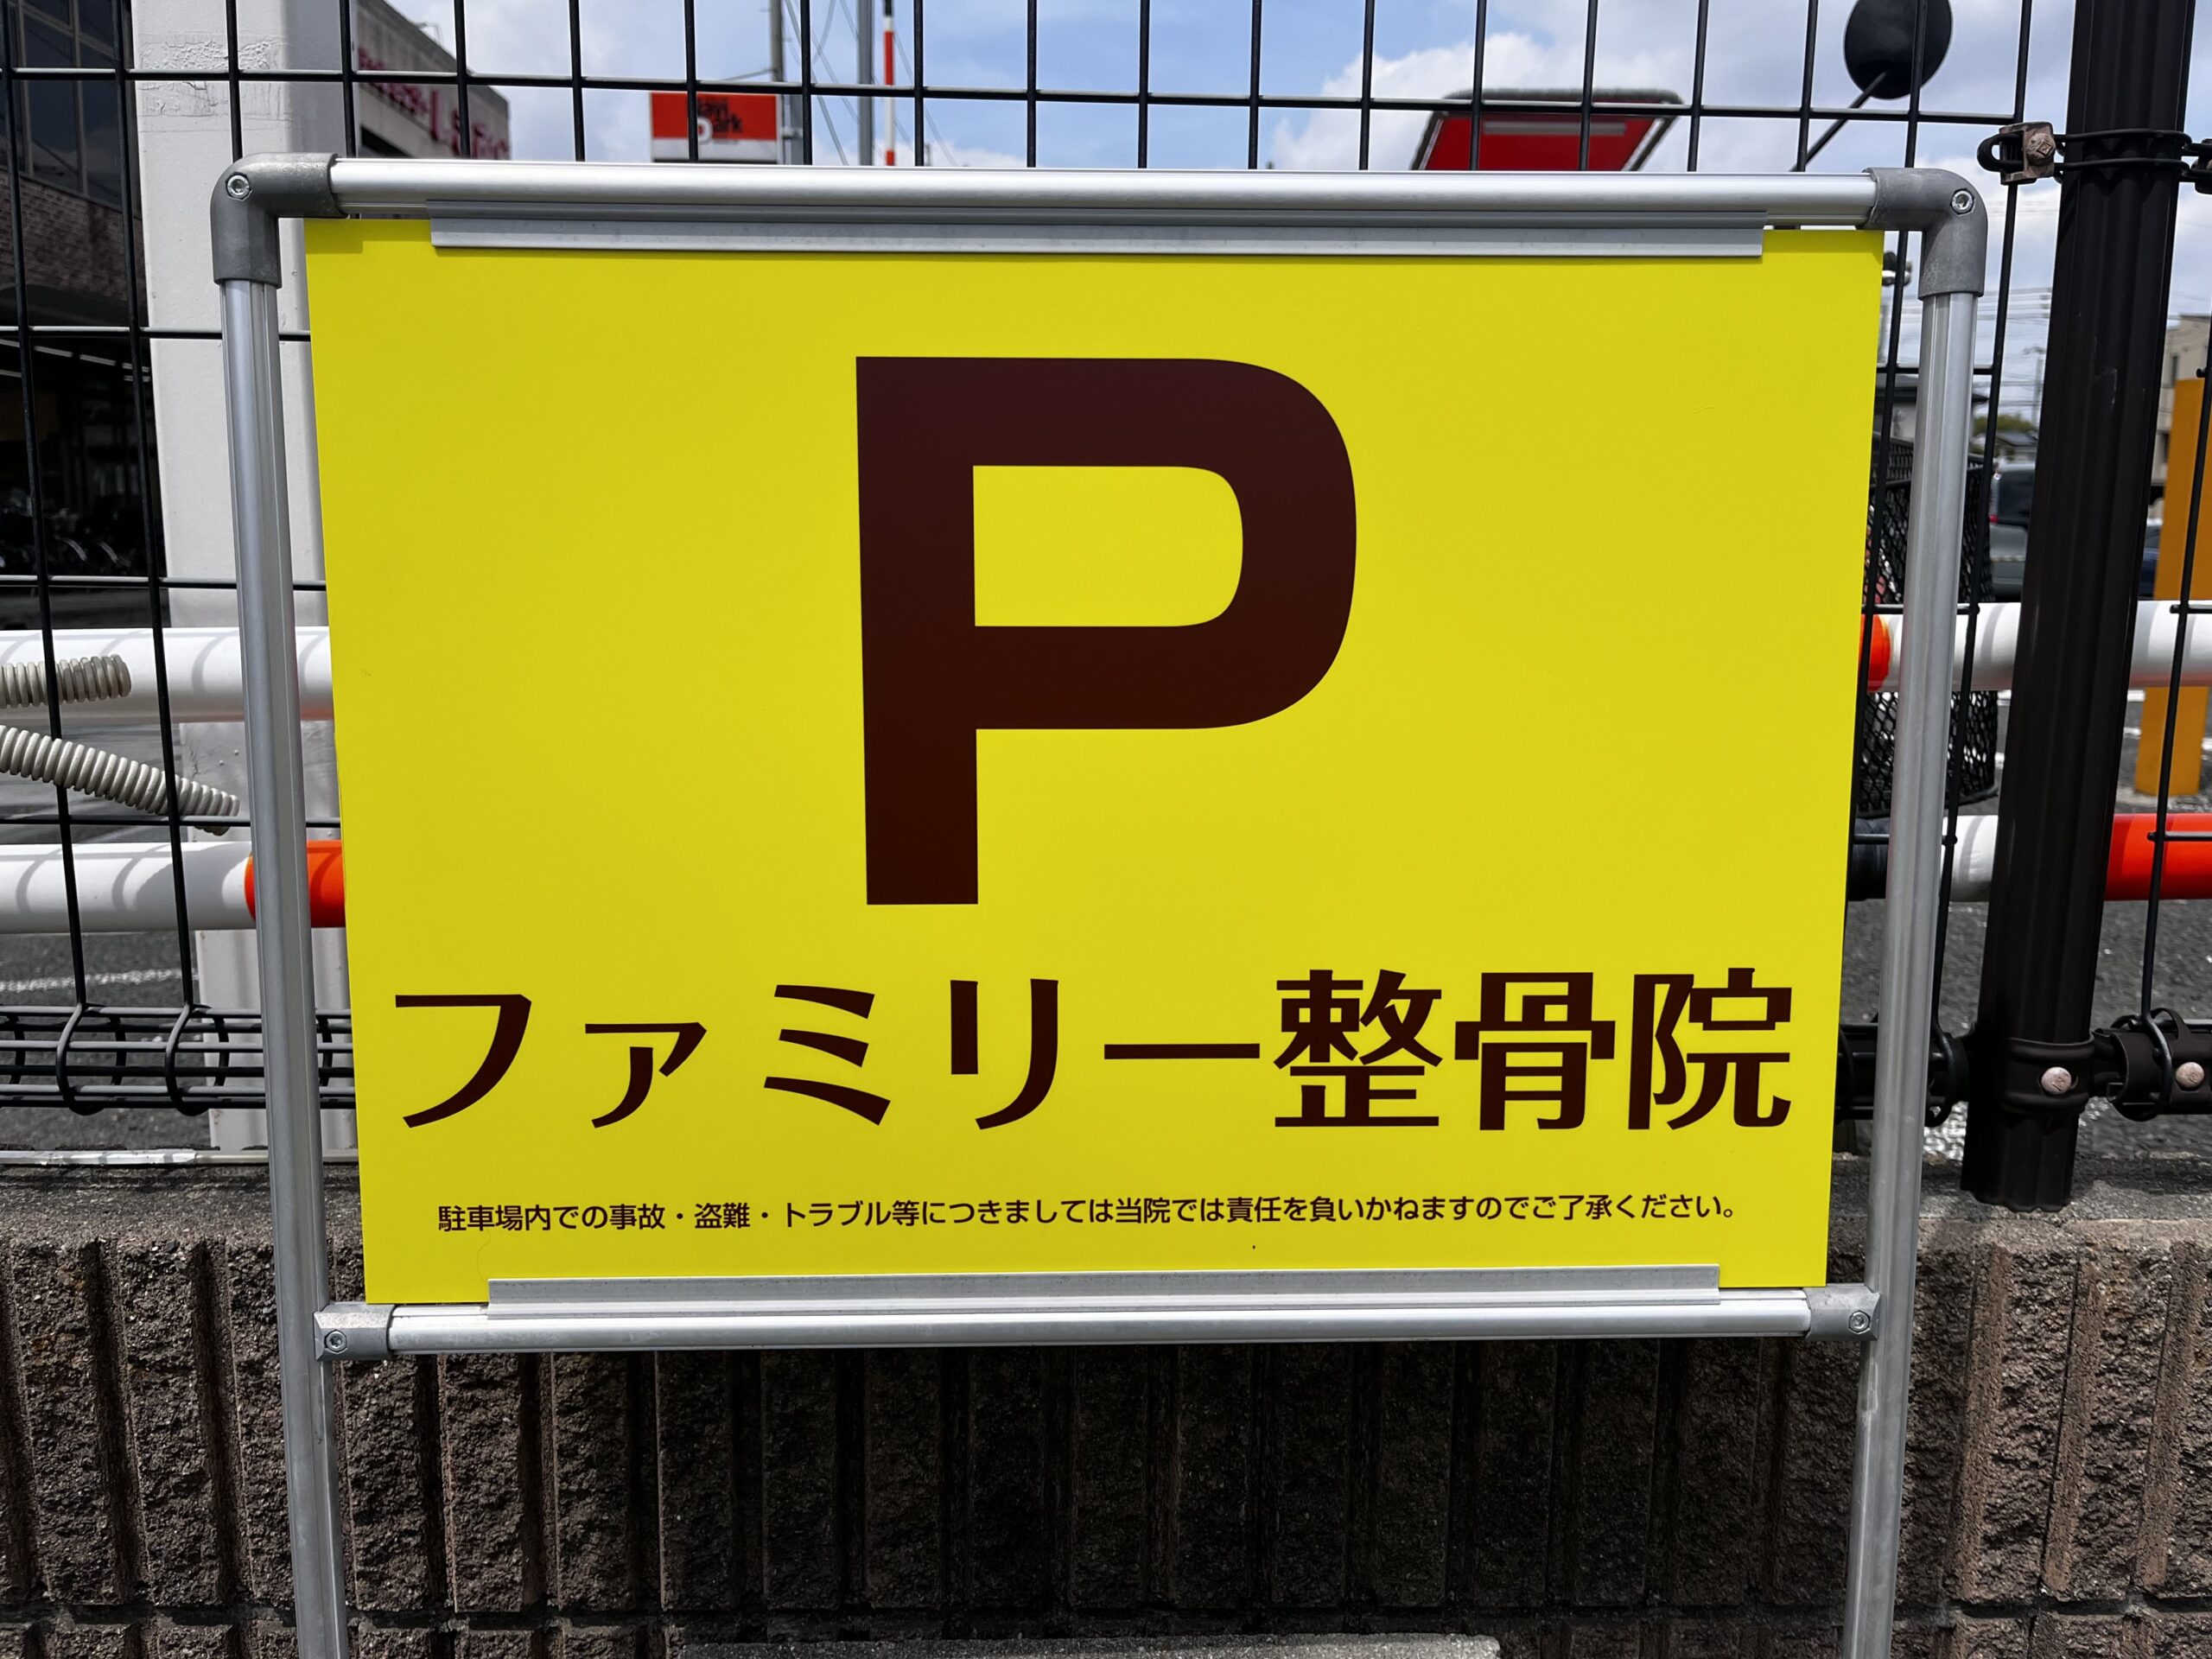 Navi
Park
P
ファミリー整骨院
駐車場内での事故・盗難・トラブル等につきましては当院では責任を負いかねますのでご了承ください。